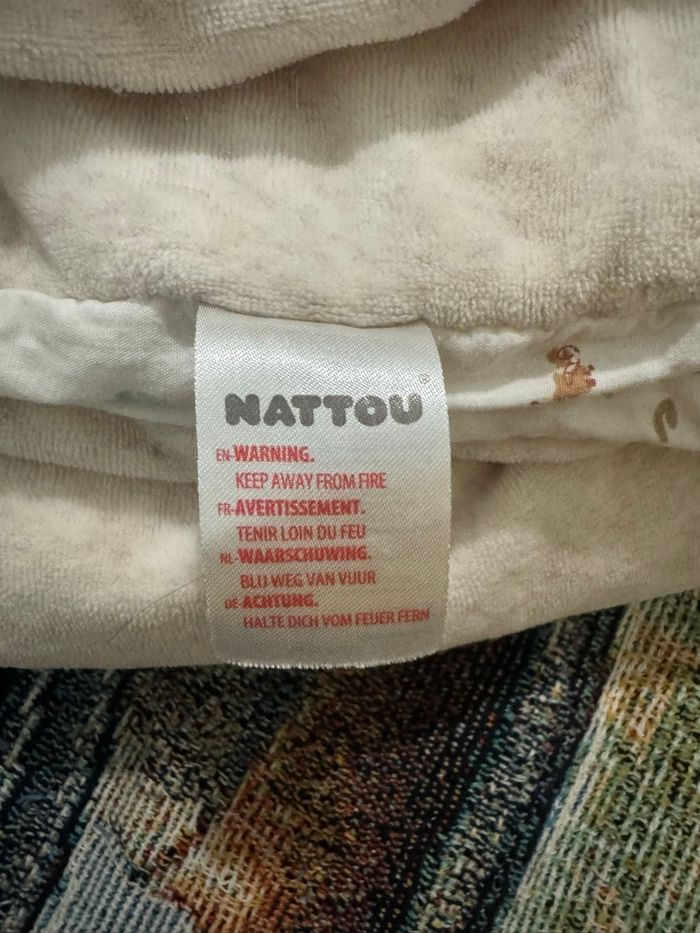 NATTOU®
EN-WARNING.
KEEP AWAY FROM FIRE
FR-AVERTISSEMENT.
TENIR LOIN DU FEU
NL-WAARSCHUWING.
BLIJ WEG VAN VUUR
DE-ACHTUNG.
HALTE DICH VOM FEUER FERN